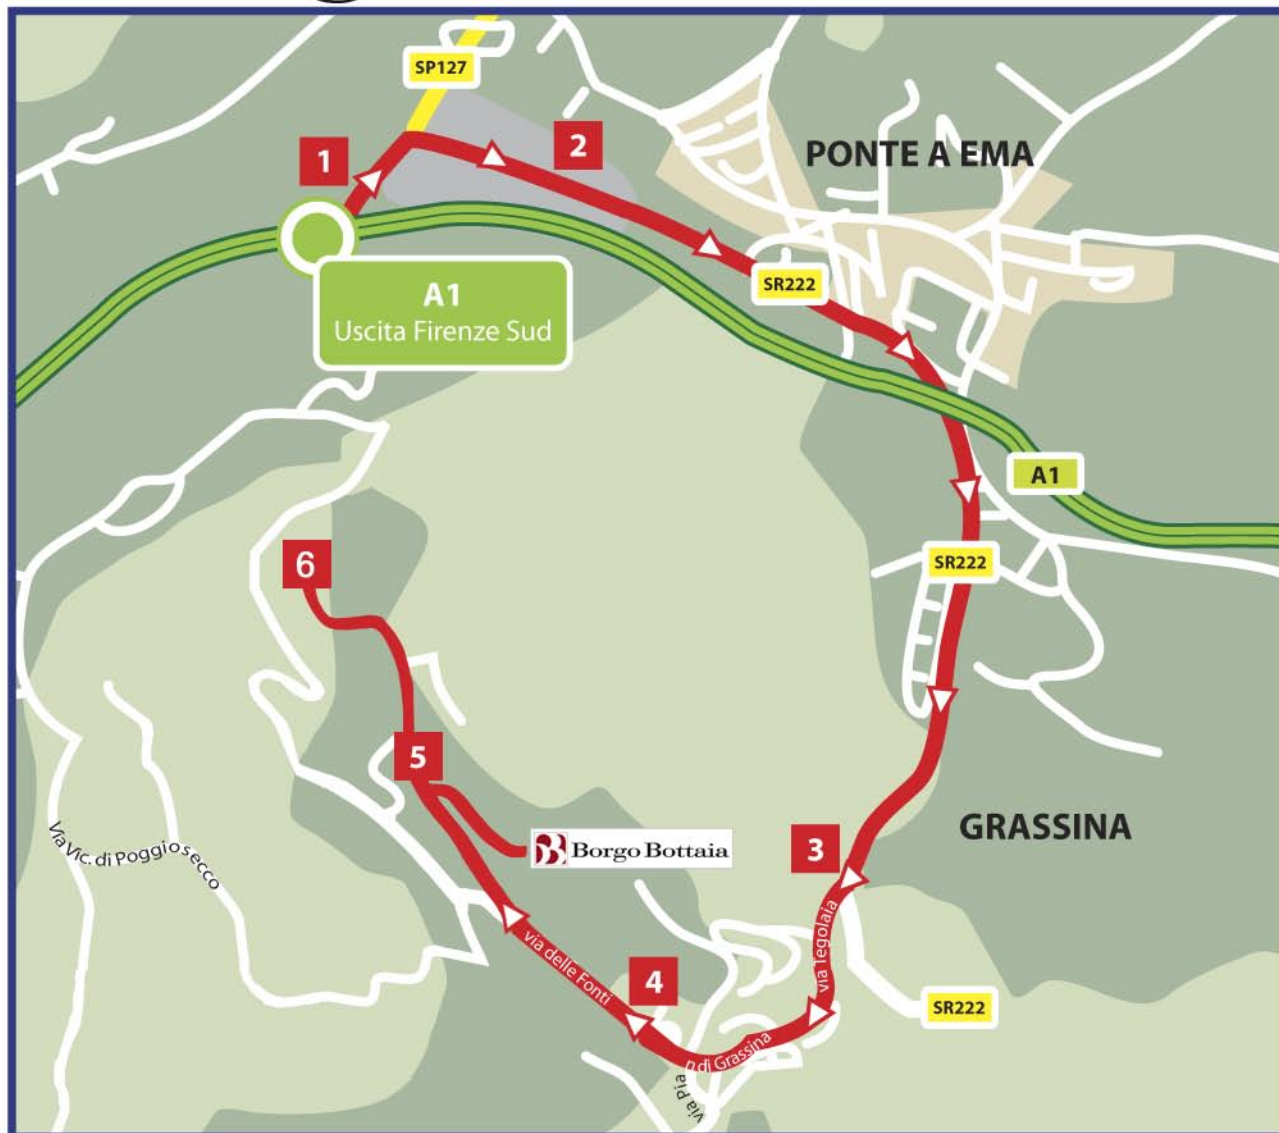 SP127
1
2
PONTE A EMA
A1
Uscita Firenze Sud
SR222
A1
6
SR222
5
GRASSINA
Borgo Bottaia
3
Via Vic. di Poggiosecco
via Tegolaia
via delle Fonti
4
SR222
n di Grassina
via Pia